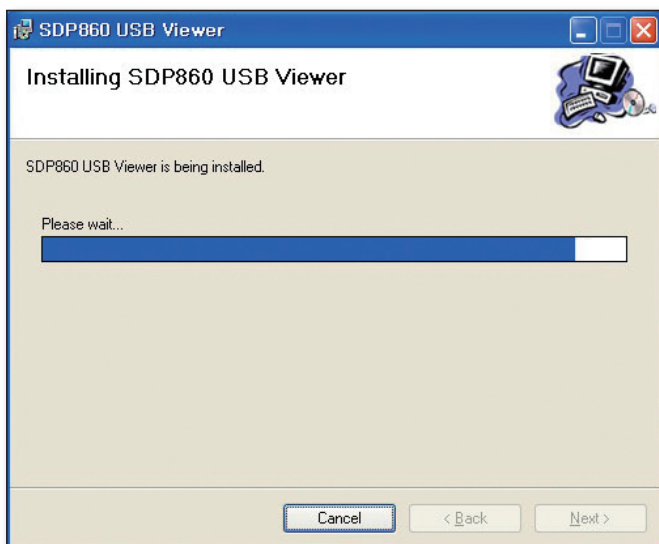 SDP860 USB Viewer
Installing SDP860 USB Viewer
SDP860 USB Viewer is being installed.
Please wait...
Cancel
< Back
Next >